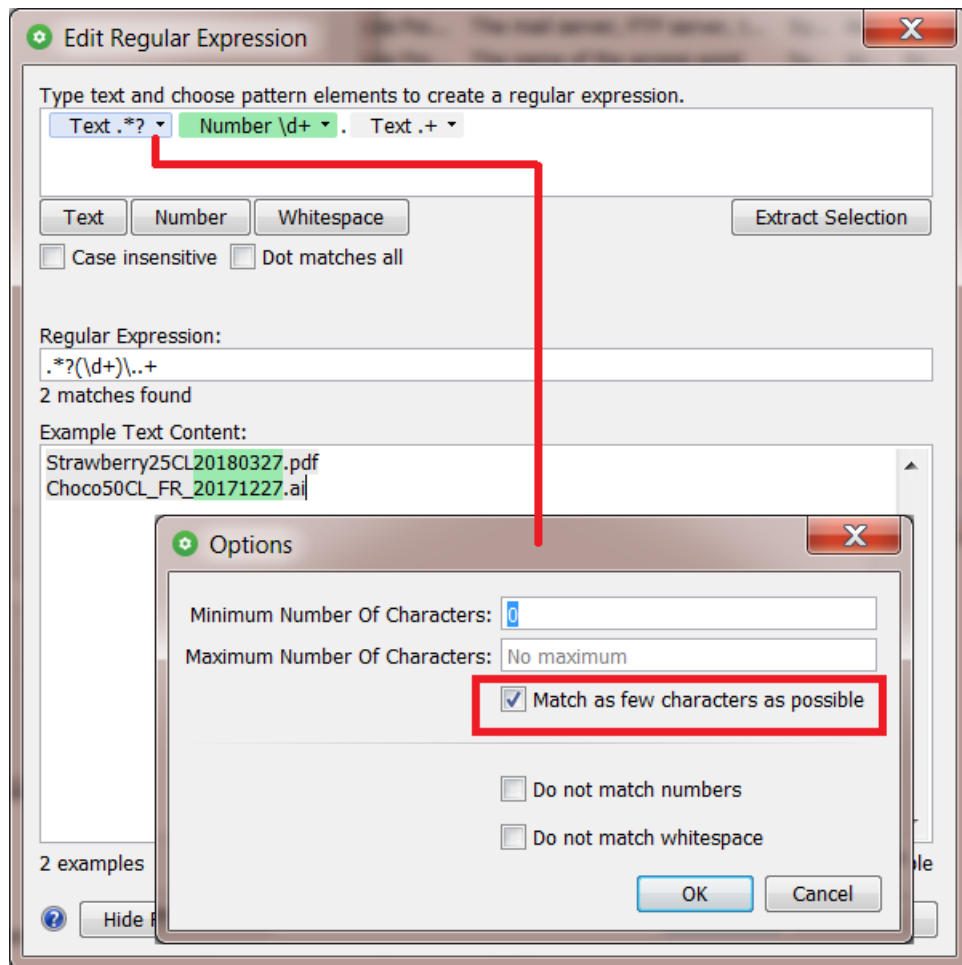 Edit Regular Expression
Type text and choose pattern elements to create a regular expression.
Text .*? Number \d+ . Text .+
Text Number Whitespace Extract Selection
Case insensitive Dot matches all
Regular Expression:
.*?(\d+)\..+
2 matches found
Example Text Content:
Strawberry25CL20180327.pdf
Choco50CL_FR_20171227.ai
Options
Minimum Number Of Characters: 0
Maximum Number Of Characters: No maximum
Match as few characters as possible
Do not match numbers
Do not match whitespace
2 examples
OK Cancel
Hide